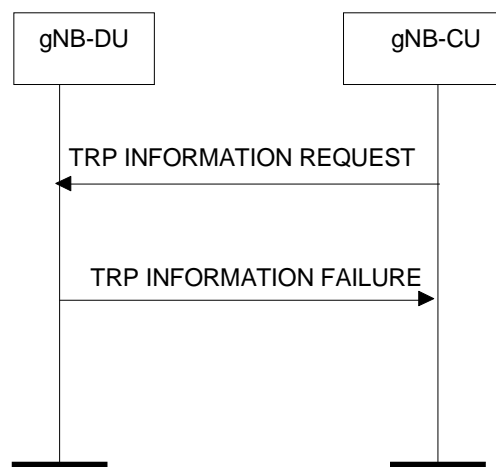 gNB-DU
gNB-CU
TRP INFORMATION REQUEST
TRP INFORMATION FAILURE